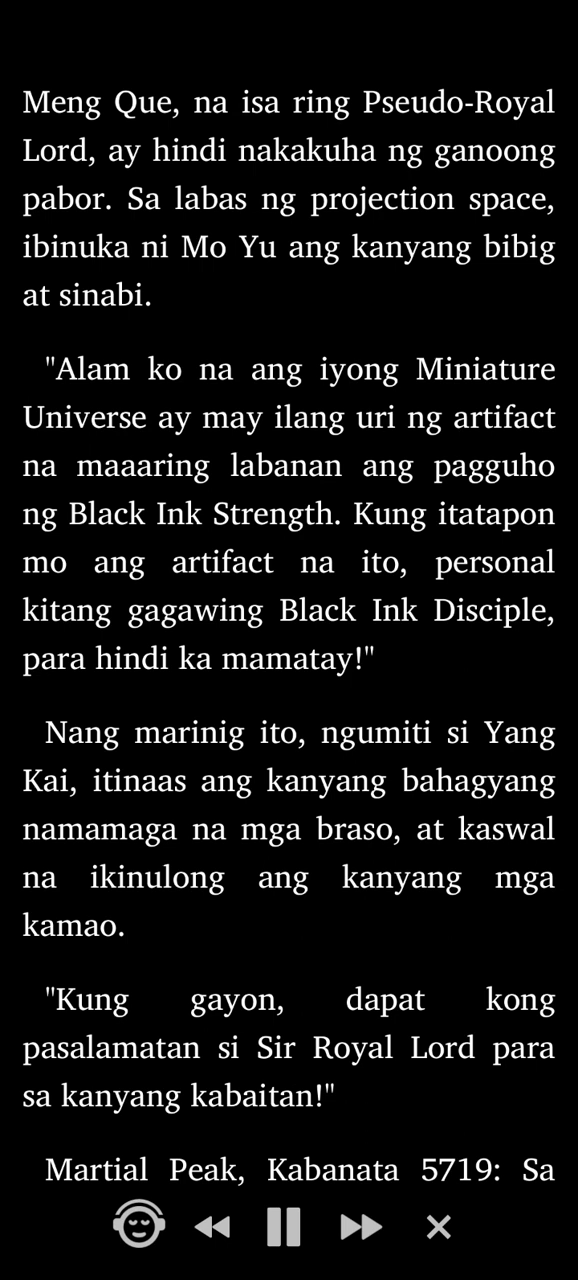 Meng Que, na isa ring Pseudo-Royal
Lord, ay hindi nakakuha ng ganoong
pabor. Sa labas ng projection space,
ibinuka ni Mo Yu ang kanyang bibig
at sinabi.
"Alam ko na ang iyong Miniature
Universe ay may ilang uri ng artifact
na maaaring labanan ang pagguho
ng Black Ink Strength. Kung itatapon
mo ang artifact na ito, personal
kitang gagawing Black Ink Disciple,
para hindi ka mamatay!"
Nang marinig ito, ngumiti si Yang
Kai, itinaas ang kanyang bahagyang
namamaga na mga braso, at kaswal
na ikinulong ang kanyang mga
kamao.
"Kung gayon, dapat kong
pasalamatan si Sir Royal Lord para
sa kanyang kabaitan!"
Martial Peak, Kabanata 5719: Sa